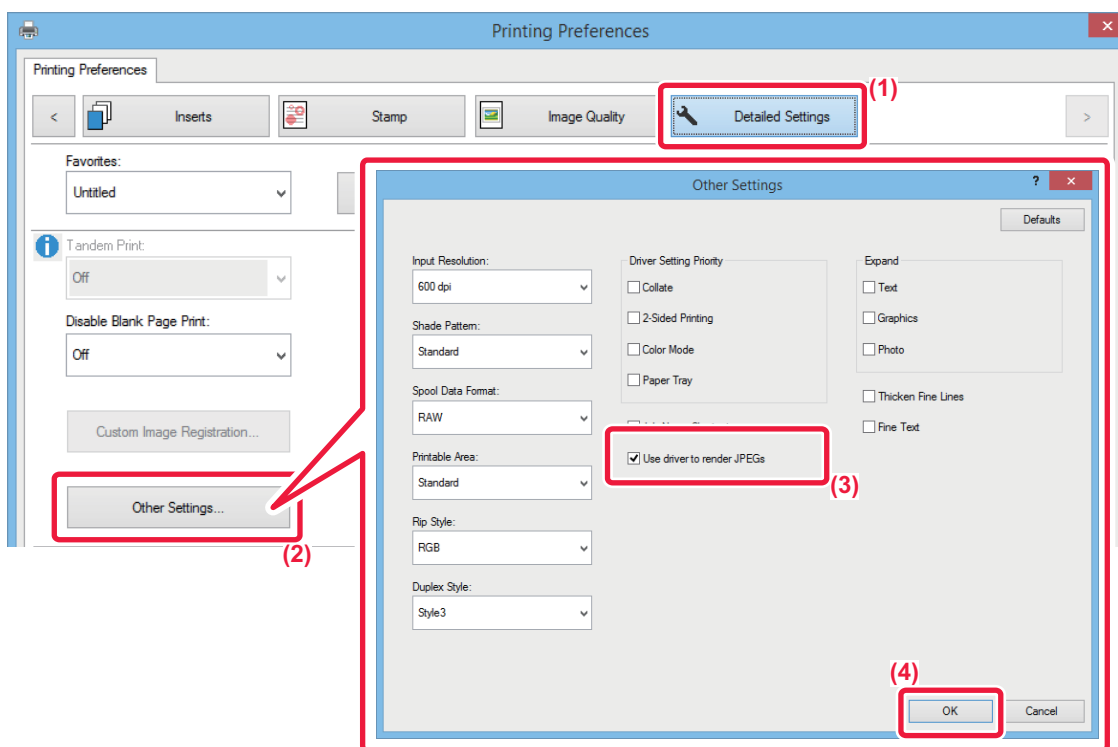 Printing Preferences
Printing Preferences
(1)
< Inserts Stamp Image Quality Detailed Settings >
Favorites:
Untitled
Tandem Print:
Off
Disable Blank Page Print:
Off
Custom Image Registration...
Other Settings...
(2)
Other Settings ?
Defaults
Input Resolution:
600 dpi
Shade Pattern:
Standard
Spool Data Format:
RAW
Printable Area:
Standard
Rip Style:
RGB
Duplex Style:
Style3
Driver Setting Priority
Collate
2-Sided Printing
Color Mode
Paper Tray
Use driver to render JPEGs
(3)
Expand
Text
Graphics
Photo
Thicken Fine Lines
Fine Text
(4)
OK Cancel